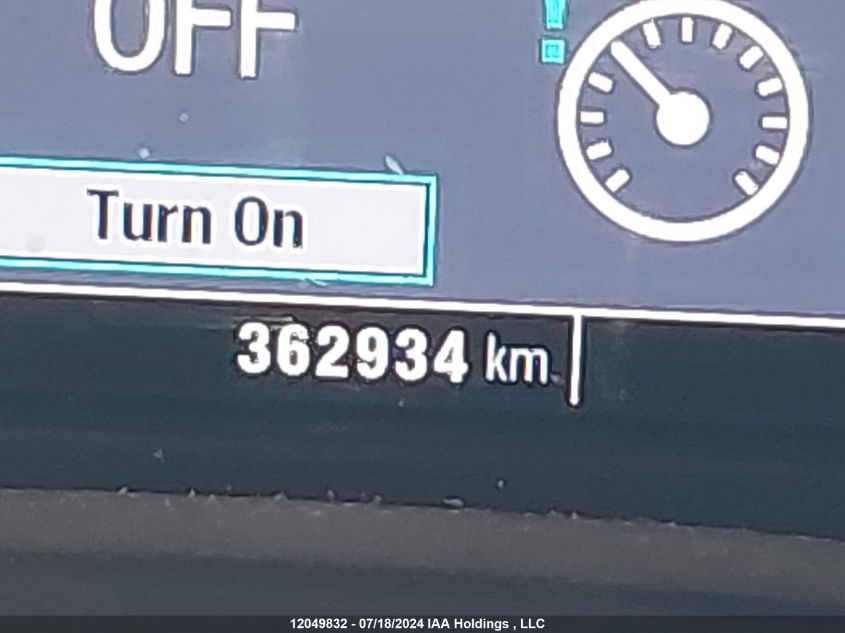 OFF
!
Turn On
362934 km
12049832 - 07/18/2024 IAA Holdings , LLC